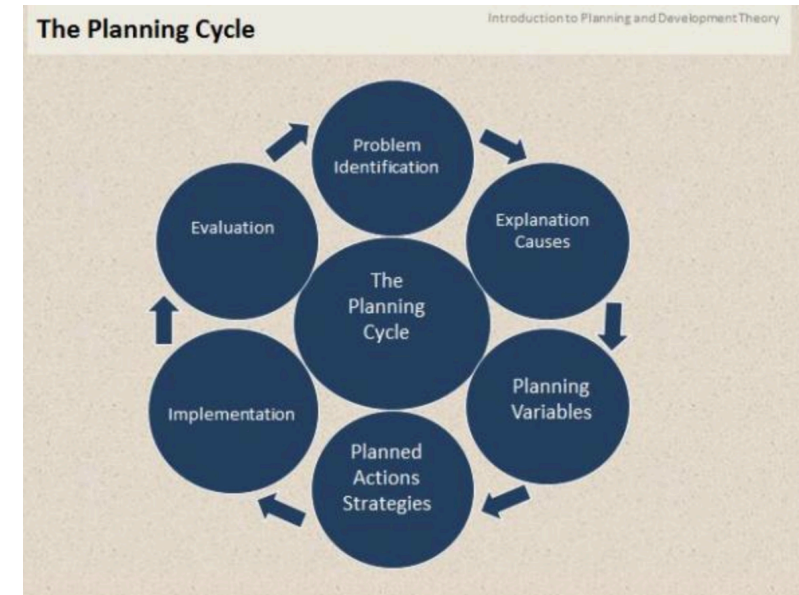 The Planning Cycle
Introduction to Planning and Development Theory
Problem
Identification
Explanation
Causes
Planning
Variables
Planned
Actions
Strategies
Implementation
Evaluation
The
Planning
Cycle